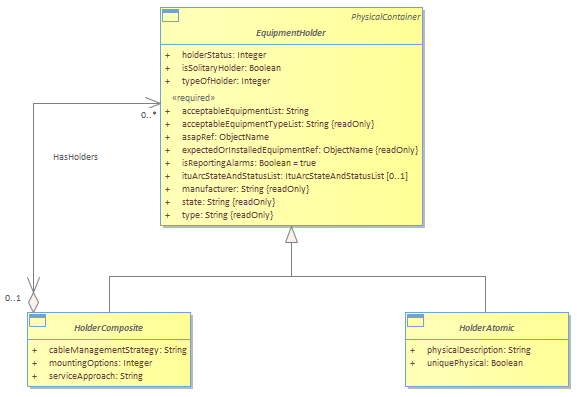 PhysicalContainer
EquipmentHolder
+ holderStatus: Integer
+ isSolitaryHolder: Boolean
+ typeOfHolder: Integer
«required»
+ acceptableEquipmentList: String
+ acceptableEquipmentTypeList: String {readOnly}
+ asapRef: ObjectName
+ expectedOrInstalledEquipmentRef: ObjectName {readOnly}
+ isReportingAlarms: Boolean = true
+ ituArcStateAndStatusList: ItuArcStateAndStatusList [0..1]
+ manufacturer: String {readOnly}
+ state: String {readOnly}
+ type: String {readOnly}
0..*
HasHolders
0..1
HolderComposite
+ cableManagementStrategy: String
+ mountingOptions: Integer
+ serviceApproach: String
HolderAtomic
+ physicalDescription: String
+ uniquePhysical: Boolean